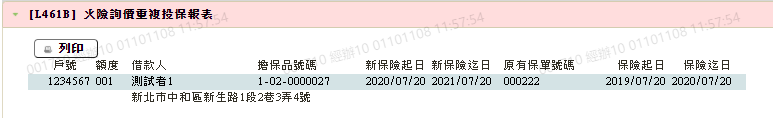 [L461B] 火險詢價重複投保報表
列印
戶號 額度 借款人 擔保品號碼 新保險起日 新保險迄日 原有保單號碼 保險起日 保險迄日
1234567 001 測試者1 1-02-0000027 2020/07/20 2021/07/20 000222 2019/07/20 2020/07/20
新北市中和區新生路1段2巷3弄4號